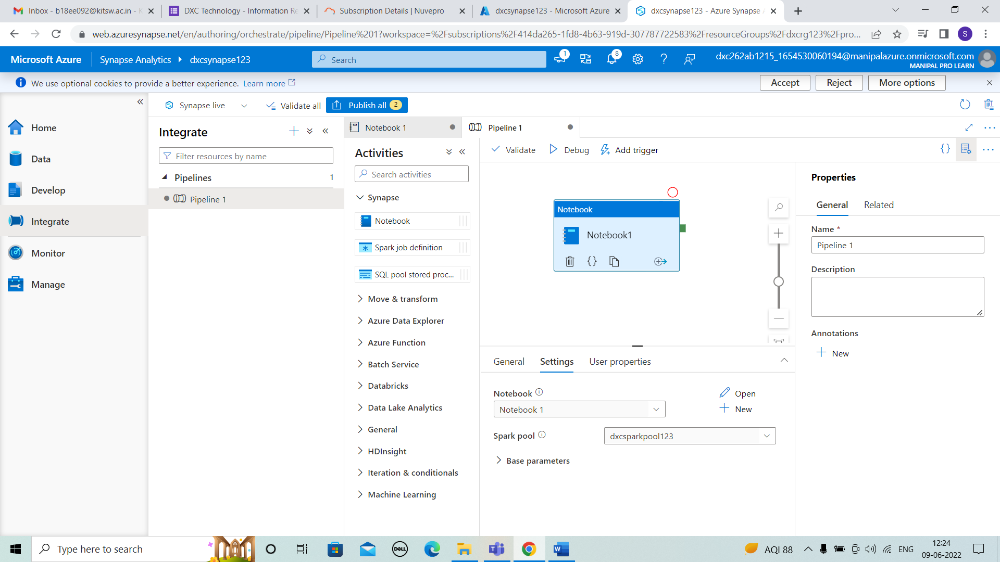 Inbox - b18ee092@kitsw.ac.in - K
DXC Technology - Information Re
Subscription Details | Nuvepro
dxcsynapse123 - Microsoft Azure
dxcsynapse123 - Azure Synapse A
web.azuresynapse.net/en/authoring/orchestrate/pipeline/Pipeline%201?workspace=%2Fsubscriptions%2F414da265-1fd8-4b63-919d-307787722583%2FresourceGroups%2Fdxcrg123%2Fpro...
S
Microsoft Azure
Synapse Analytics
dxcsynapse123
Search
1
8
dxc262ab1215_1654530060194@manipalazure.onmicrosoft.com
MANIPAL PRO LEARN
We use optional cookies to provide a better experience. Learn more
Accept
Reject
More options
Synapse live
Validate all
Publish all 2
Home
Data
Develop
Integrate
Monitor
Manage
Integrate
Filter resources by name
Pipelines 1
Pipeline 1
Notebook 1
Pipeline 1
Activities
Search activities
Synapse
Notebook
Spark job definition
SQL pool stored proc...
Move & transform
Azure Data Explorer
Azure Function
Batch Service
Databricks
Data Lake Analytics
General
HDInsight
Iteration & conditionals
Machine Learning
Validate
Debug
Add trigger
Notebook
Notebook1
General
Settings
User properties
Notebook
Notebook 1
Open
New
Spark pool
dxcsparkpool123
Base parameters
Properties
General
Related
Name *
Pipeline 1
Description
Annotations
New
Type here to search
DELL
AQI 88
ENG
12:24
09-06-2022